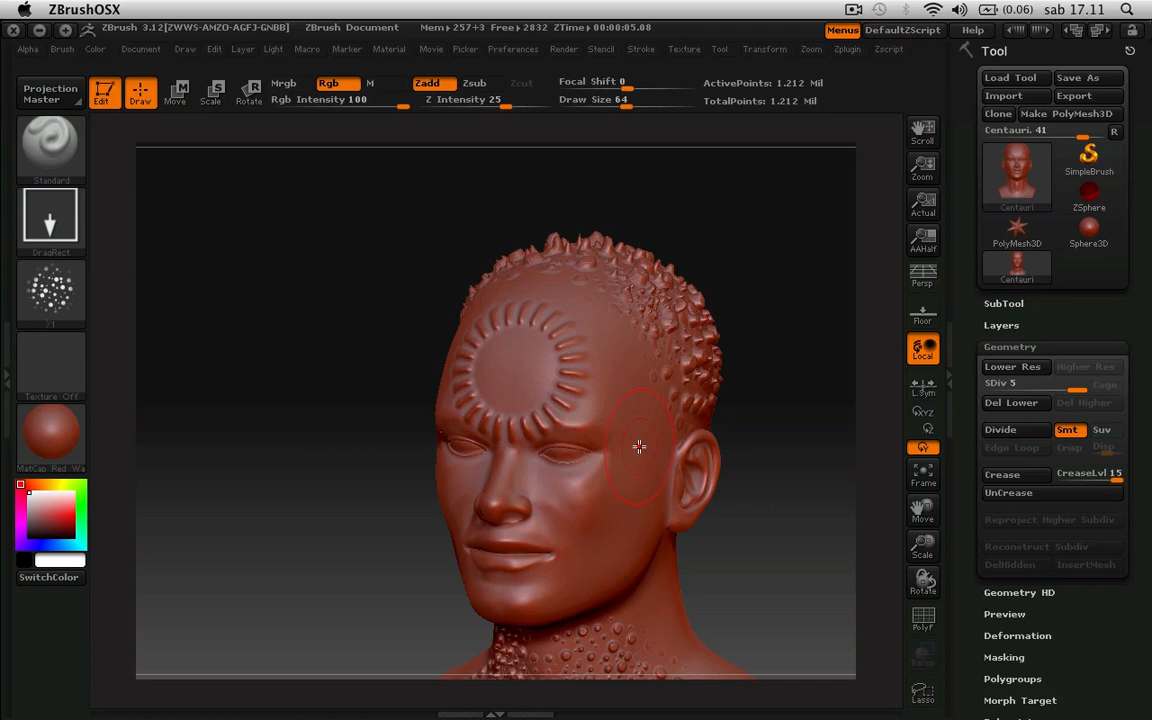 ZBrushOSX
(0.06) sab 17.11
ZBrush 3.12[ZWWS-AMZO-AGFJ-GNBB] ZBrush Document Mem▸257+3 Free▸2832 ZTime▸00:00:05.08
Menus DefaultZScript Help
Alpha Brush Color Document Draw Edit Layer Light Macro Marker Material Movie Picker Preferences Render Stencil Stroke Texture Tool Transform Zoom Zplugin Zscript
Tool
Projection Master
Edit Draw Move Scale Rotate
Mrgb Rgb M
Rgb Intensity 100
Zadd Zsub Zcut
Z Intensity 25
Focal Shift 0
Draw Size 64
ActivePoints: 1.212 Mil
TotalPoints: 1.212 Mil
Standard
DragRect
Texture Off
MatCap Red Wa
SwitchColor
Scroll
Zoom
Actual
AAHalf
Persp
Floor
Local
L.Sym
XYZ
Frame
Move
Scale
Rotate
PolyF
Transp
Lasso
Load Tool Save As
Import Export
Clone Make PolyMesh3D
Centauri. 41 R
Centauri SimpleBrush
ZSphere
PolyMesh3D Sphere3D
Centauri
SubTool
Layers
Geometry
Lower Res Higher Res
SDiv 5 Cage
Del Lower Del Higher
Divide Smt Suv
Edge Loop Crisp Disp
Crease CreaseLvl 15
UnCrease
Reproject Higher Subdiv
Reconstruct Subdiv
DelHidden InsertMesh
Geometry HD
Preview
Deformation
Masking
Polygroups
Morph Target